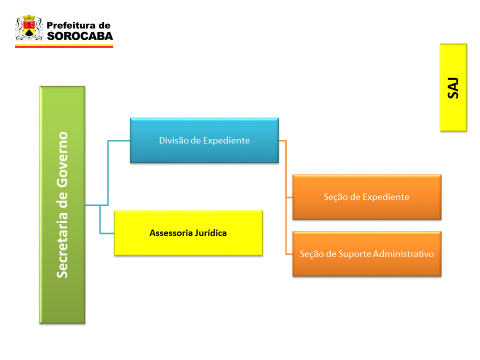 Prefeitura de
SOROCABA
SAJ
Secretaria de Governo
Divisão de Expediente
Seção de Expediente
Assessoria Jurídica
Seção de Suporte Administrativo